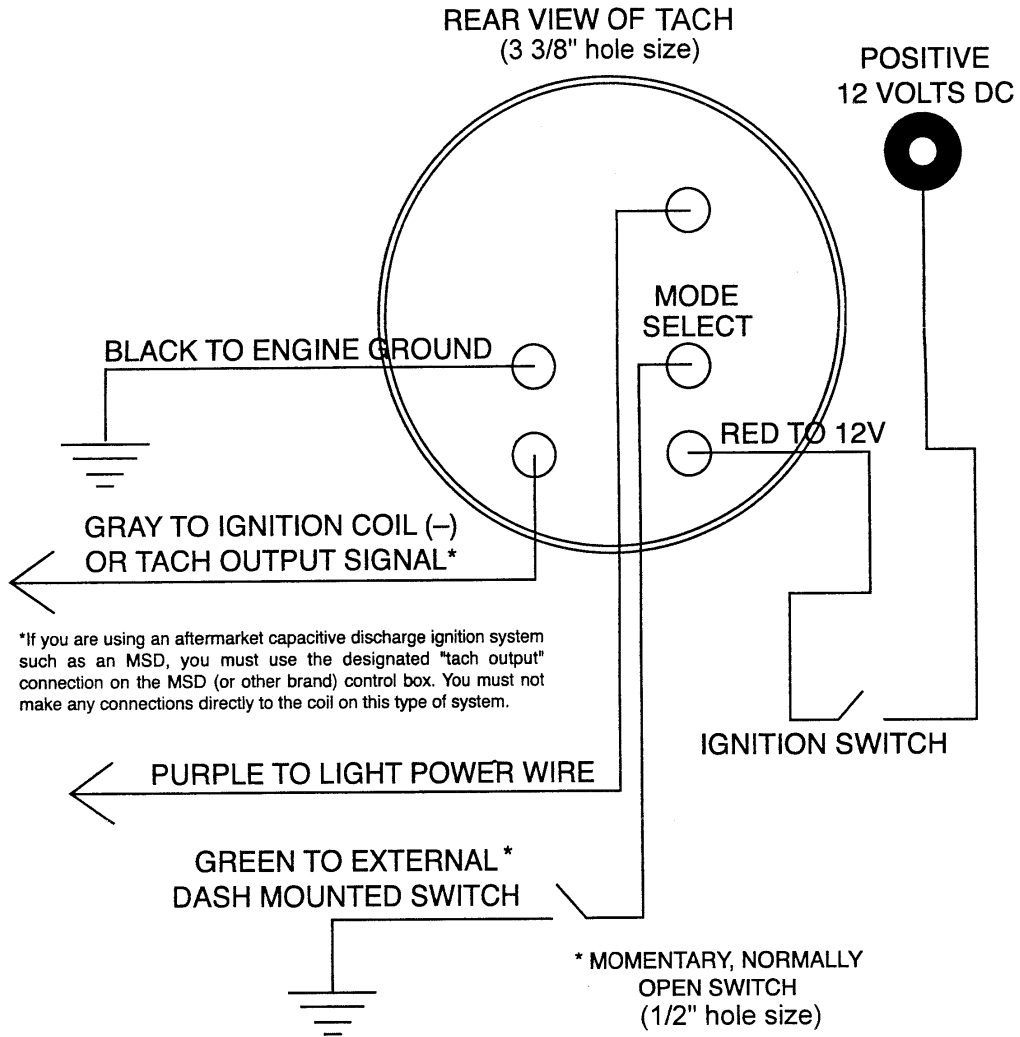 REAR VIEW OF TACH
(3 3/8" hole size)
POSITIVE
12 VOLTS DC
MODE
SELECT
BLACK TO ENGINE GROUND
RED TO 12V
GRAY TO IGNITION COIL (–)
OR TACH OUTPUT SIGNAL*
*If you are using an aftermarket capacitive discharge ignition system
such as an MSD, you must use the designated "tach output"
connection on the MSD (or other brand) control box. You must not
make any connections directly to the coil on this type of system.
IGNITION SWITCH
PURPLE TO LIGHT POWER WIRE
GREEN TO EXTERNAL *
DASH MOUNTED SWITCH
* MOMENTARY, NORMALLY
OPEN SWITCH
(1/2" hole size)